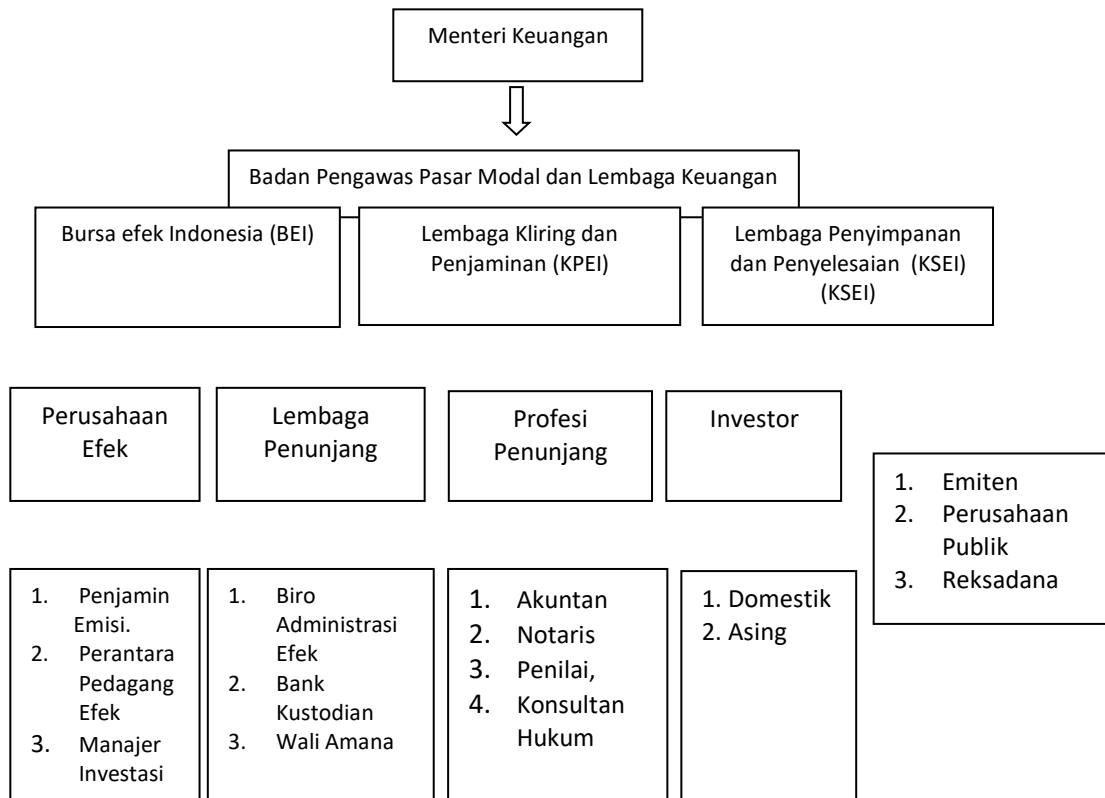 Menteri Keuangan
Badan Pengawas Pasar Modal dan Lembaga Keuangan
Bursa efek Indonesia (BEI)
Lembaga Kliring dan
Penjaminan (KPEI)
Lembaga Penyimpanan
dan Penyelesaian  (KSEI)
(KSEI)
Perusahaan
Efek
Lembaga
Penunjang
Profesi
Penunjang
Investor
1. Emiten
2. Perusahaan
Publik
3. Reksadana
1. Penjamin
Emisi.
2. Perantara
Pedagang
Efek
3. Manajer
Investasi
1. Biro
Administrasi
Efek
2. Bank
Kustodian
3. Wali Amana
1. Akuntan
2. Notaris
3. Penilai,
4. Konsultan
Hukum
1. Domestik
2. Asing